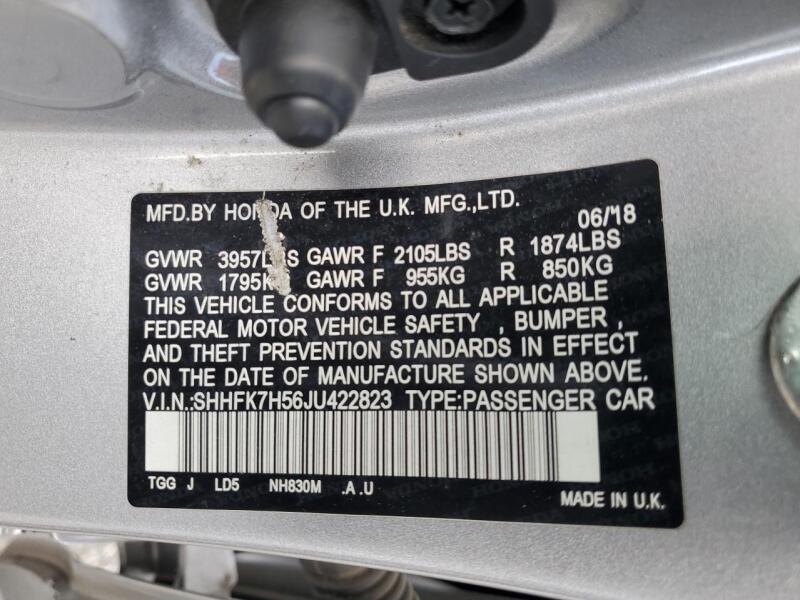 MFD.BY HONDA OF THE U.K. MFG.,LTD.
06/'18
GVWR 3957LBS GAWR F 2105LBS R 1874LBS
GVWR 1795KG GAWR F 955KG R 850KG
THIS VEHICLE CONFORMS TO ALL APPLICABLE
FEDERAL MOTOR VEHICLE SAFETY , BUMPER ,
AND THEFT PREVENTION STANDARDS IN EFFECT
ON THE DATE OF MANUFACTURE SHOWN ABOVE.
V.I.N.:SHHFK7H56JU422823 TYPE:PASSENGER CAR
TGG J LD5 NH830M .A .U
MADE IN U.K.